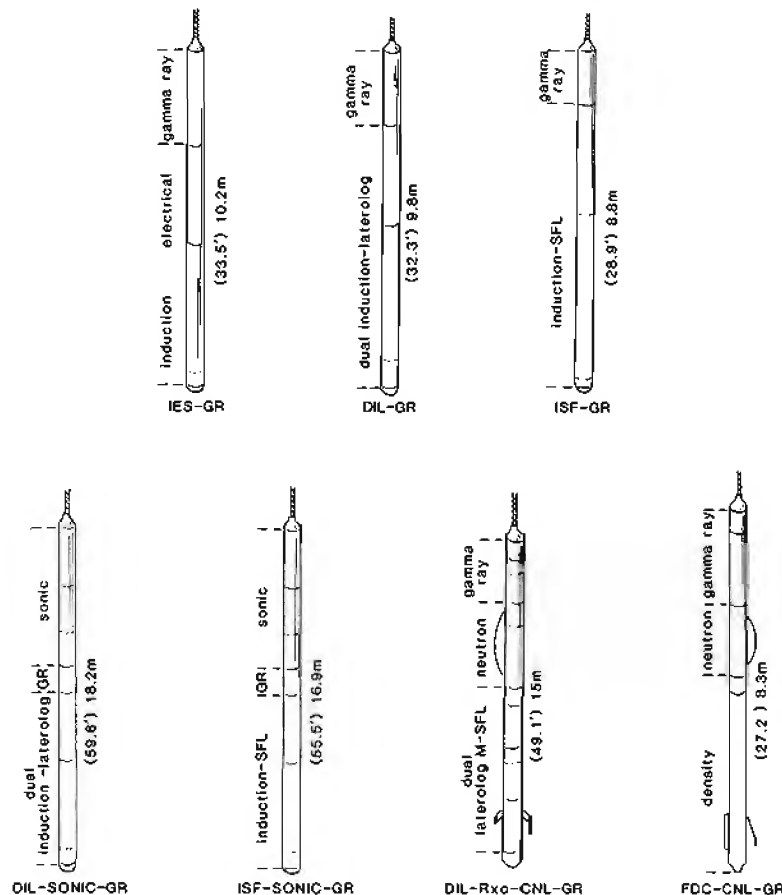 gamma ray
electrical
induction
(33.5') 10.2m
IES-GR
gamma
ray
dual induction-laterolog
(32.3') 9.8m
DIL-GR
gamma
ray
induction-SFL
(28.9') 8.8m
ISF-GR
sonic
GR
dual
induction-laterolog
(59.8') 18.2m
DIL-SONIC-GR
sonic
GR
induction-SFL
(55.5') 16.9m
ISF-SONIC-GR
gamma
ray
neutron
dual
laterolog M-SFL
(49.1') 15m
DIL-Rxo-CNL-GR
gamma ray
neutron
density
(27.2') 8.3m
FDC-CNL-GR